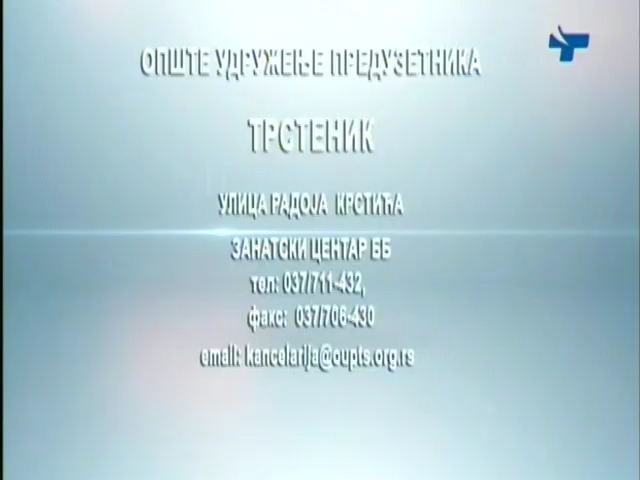 ОПШТЕ УДРУЖЕЊЕ ПРЕДУЗЕТНИКА
ТРСТЕНИК
УЛИЦА РАДОЈА КРСТИЋА
ЗАНАТСКИ ЦЕНТАР ББ
тел: 037/711-432,
факс: 037/706-430
email: kancelarija@oupts.org.rs